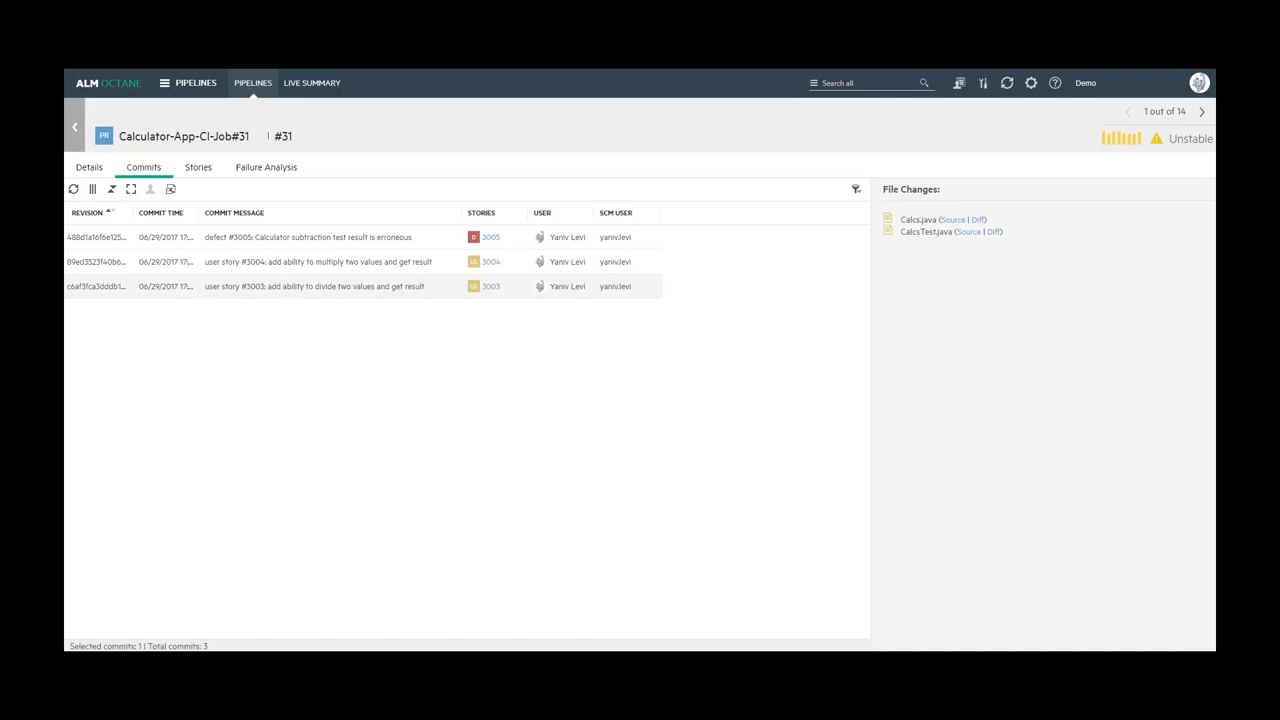 ALM OCTANE PIPELINES PIPELINES LIVE SUMMARY Search all Demo
1 out of 14
PR Calculator-App-CI-Job#31 | #31
Unstable
Details Commits Stories Failure Analysis
File Changes:
REVISION COMMIT TIME COMMIT MESSAGE STORIES USER SCM USER
Calcs.java (Source | Diff)
CalcsTest.java (Source | Diff)
488d1a16f6e125... 06/29/2017 17:... defect #3005: Calculator subtraction test result is erroneous D 3005 Yaniv Levi yaniv.levi
89ed3523f40b6... 06/29/2017 17:... user story #3004: add ability to multiply two values and get result US 3004 Yaniv Levi yaniv.levi
c6af3fca3dddb1... 06/29/2017 17:... user story #3003: add ability to divide two values and get result US 3003 Yaniv Levi yaniv.levi
Selected commits: 1 | Total commits: 3